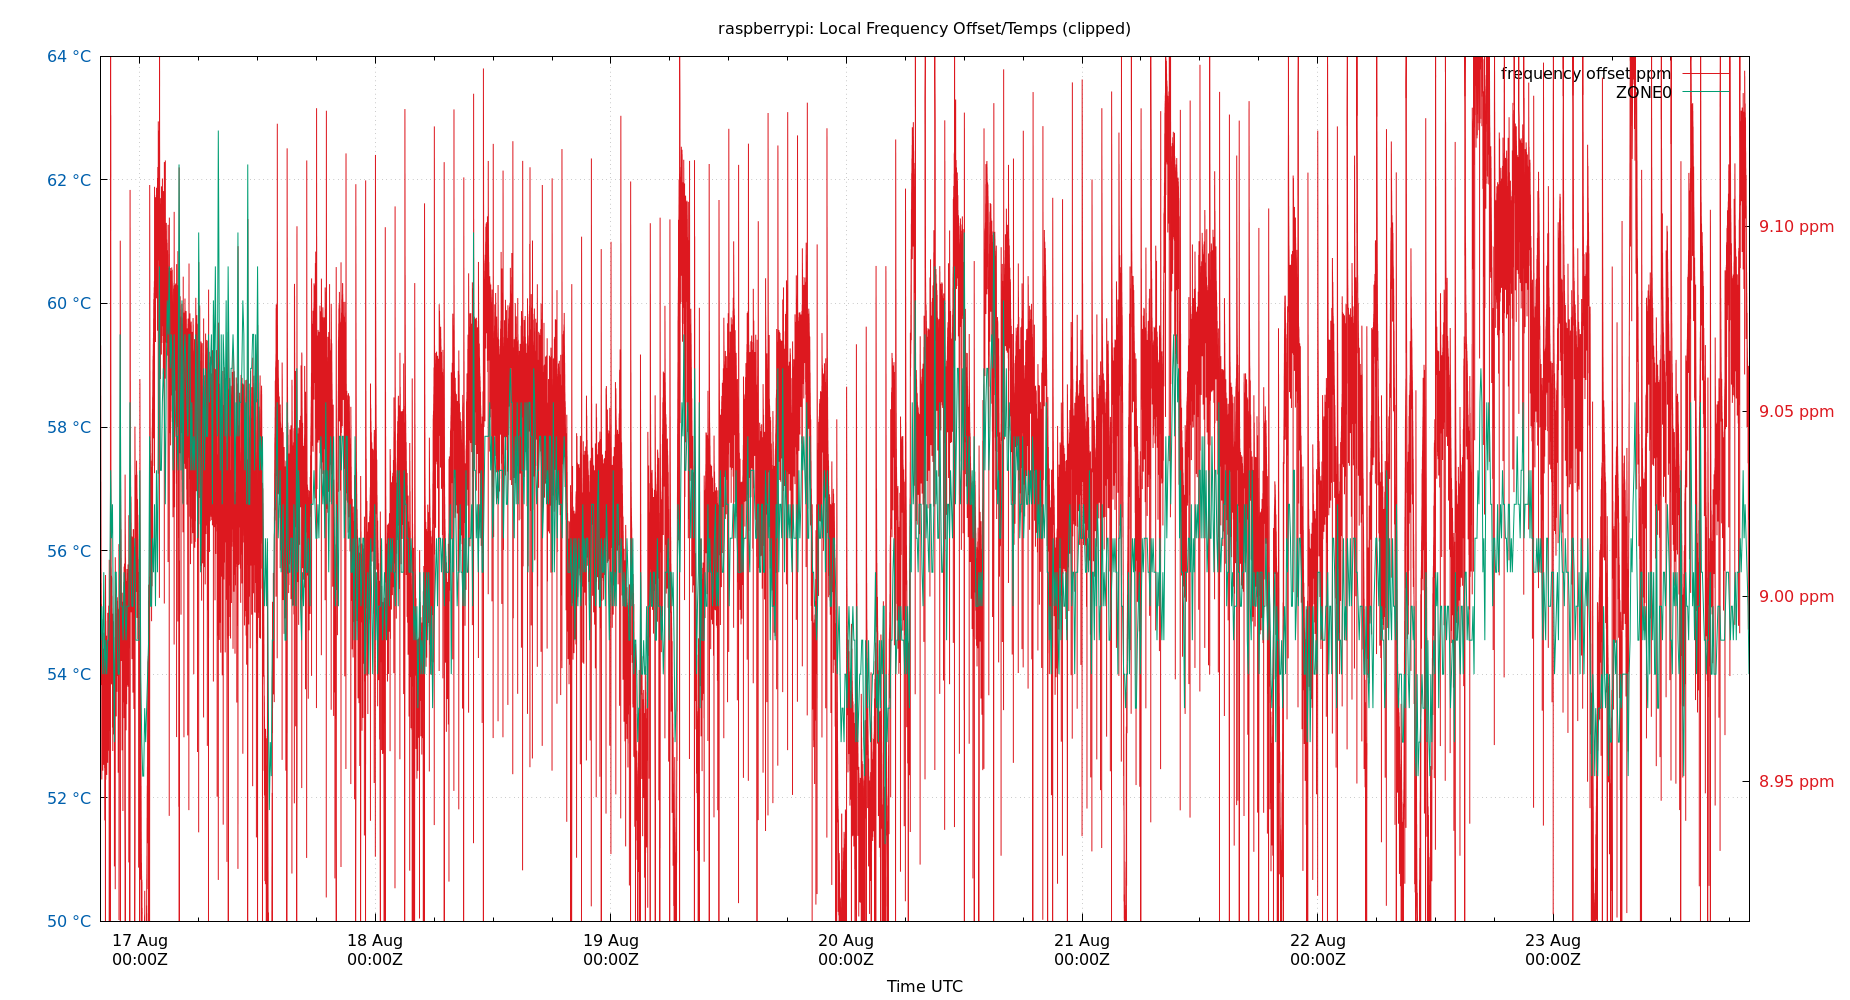 raspberrypi: Local Frequency Offset/Temps (clipped)
64 °C
62 °C
60 °C
58 °C
56 °C
54 °C
52 °C
50 °C
frequency offset ppm
ZONE0
9.10 ppm
9.05 ppm
9.00 ppm
8.95 ppm
17 Aug
00:00Z
18 Aug
00:00Z
19 Aug
00:00Z
20 Aug
00:00Z
21 Aug
00:00Z
22 Aug
00:00Z
23 Aug
00:00Z
Time UTC